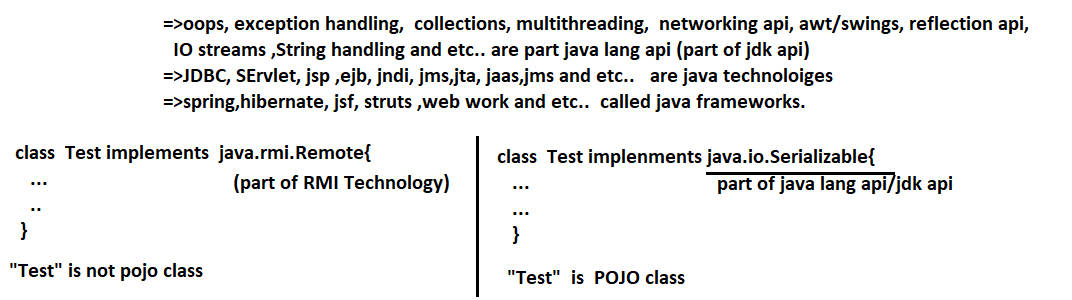 =>oops, exception handling,  collections, multithreading,  networking api, awt/swings, reflection api,
IO streams ,String handling and etc.. are part java lang api (part of jdk api)
=>JDBC, SErvlet, jsp ,ejb, jndi, jms,jta, jaas,jms and etc..   are java technoloiges
=>spring,hibernate, jsf, struts ,web work and etc..  called java frameworks.
class  Test implements  java.rmi.Remote{
...
(part of RMI Technology)
..
}
"Test" is not pojo class
class  Test implenments java.io.Serializable{
...
part of java lang api/jdk api
...
}
"Test"  is  POJO class